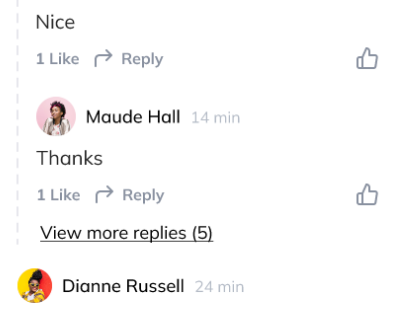 Nice
1 Like Reply
Maude Hall 14 min
Thanks
1 Like Reply
View more replies (5)
Dianne Russell 24 min